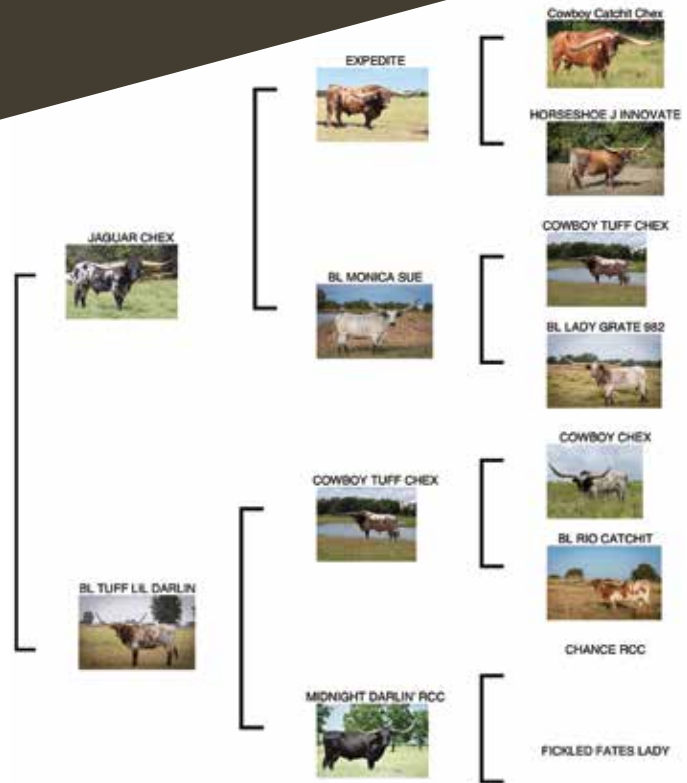 Cowboy Catchit Chex
EXPEDITE
HORSESHOE J INNOVATE
JAGUAR CHEX
COWBOY TUFF CHEX
BL MONICA SUE
BL LADY GRATE 982
COWBOY CHEX
COWBOY TUFF CHEX
BL RIO CATCHIT
BL TUFF LIL DARLIN
CHANCE RCC
MIDNIGHT DARLIN' RCC
FICKLED FATES LADY